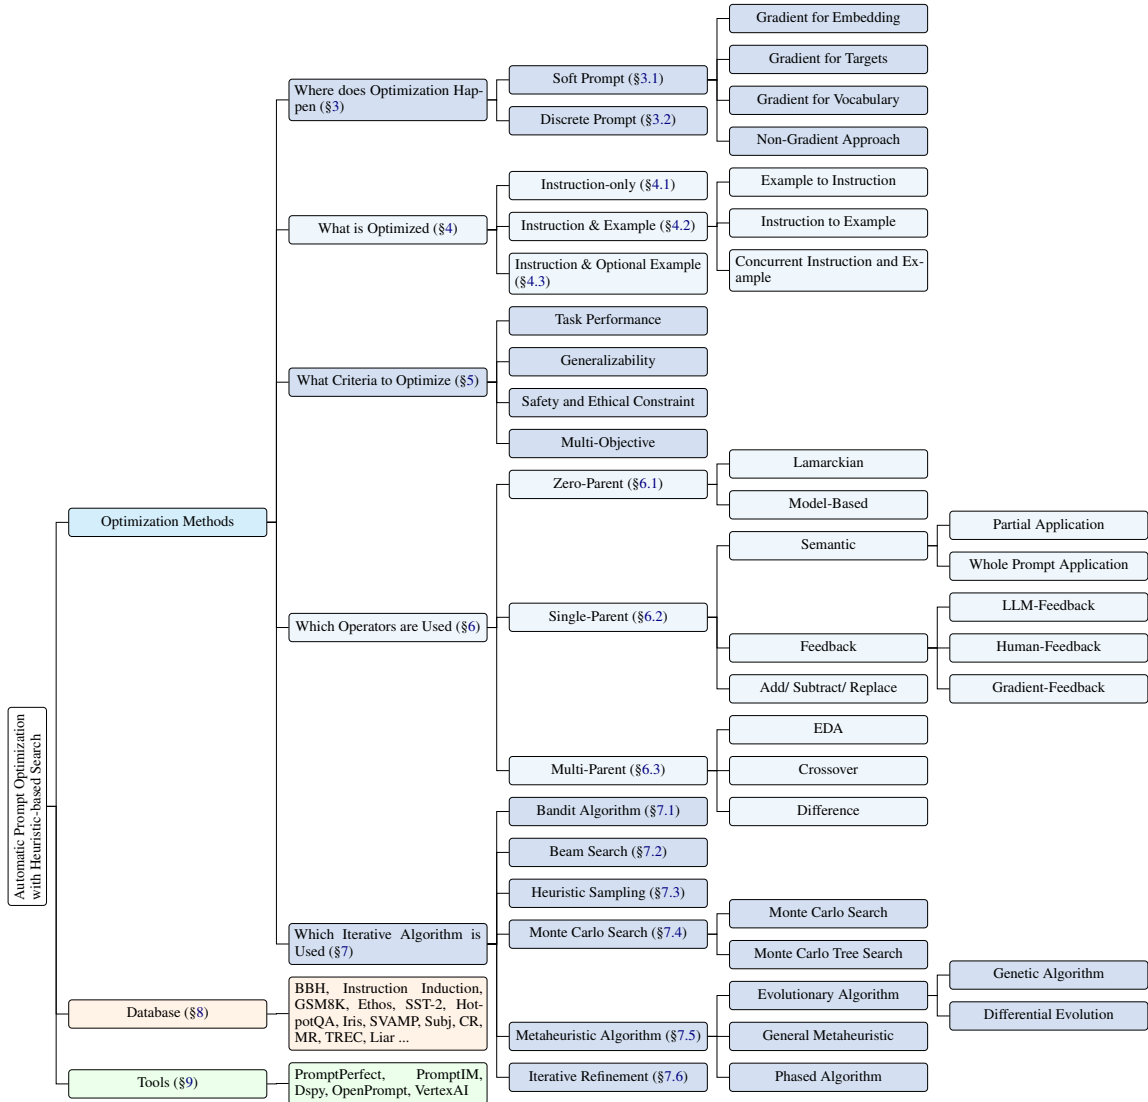 Automatic Prompt Optimization
with Heuristic-based Search
Optimization Methods
Where does Optimization Hap-
pen (§3)
Soft Prompt (§3.1)
Gradient for Embedding
Gradient for Targets
Gradient for Vocabulary
Non-Gradient Approach
Discrete Prompt (§3.2)
What is Optimized (§4)
Instruction-only (§4.1)
Instruction & Example (§4.2)
Example to Instruction
Instruction to Example
Concurrent Instruction and Ex-
ample
Instruction & Optional Example
(§4.3)
What Criteria to Optimize (§5)
Task Performance
Generalizability
Safety and Ethical Constraint
Multi-Objective
Which Operators are Used (§6)
Zero-Parent (§6.1)
Lamarckian
Model-Based
Single-Parent (§6.2)
Semantic
Partial Application
Whole Prompt Application
Feedback
LLM-Feedback
Human-Feedback
Gradient-Feedback
Add/ Subtract/ Replace
Multi-Parent (§6.3)
EDA
Crossover
Difference
Which Iterative Algorithm is
Used (§7)
Bandit Algorithm (§7.1)
Beam Search (§7.2)
Heuristic Sampling (§7.3)
Monte Carlo Search (§7.4)
Monte Carlo Search
Monte Carlo Tree Search
Metaheuristic Algorithm (§7.5)
Evolutionary Algorithm
Genetic Algorithm
Differential Evolution
General Metaheuristic
Phased Algorithm
Iterative Refinement (§7.6)
Database (§8)
BBH, Instruction Induction,
GSM8K, Ethos, SST-2, Hot-
potQA, Iris, SVAMP, Subj, CR,
MR, TREC, Liar ...
Tools (§9)
PromptPerfect, PromptIM,
Dspy, OpenPrompt, VertexAI